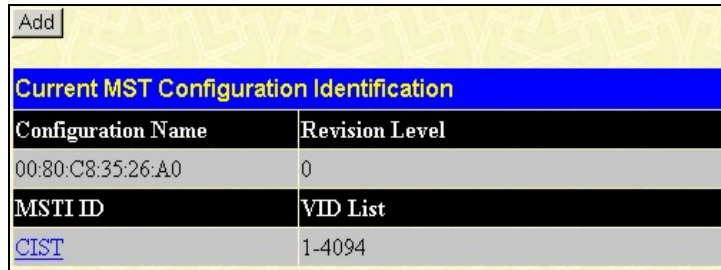 Add
Current MST Configuration Identification
Configuration Name Revision Level
00:80:C8:35:26:A0 0
MSTI ID VID List
CIST 1-4094